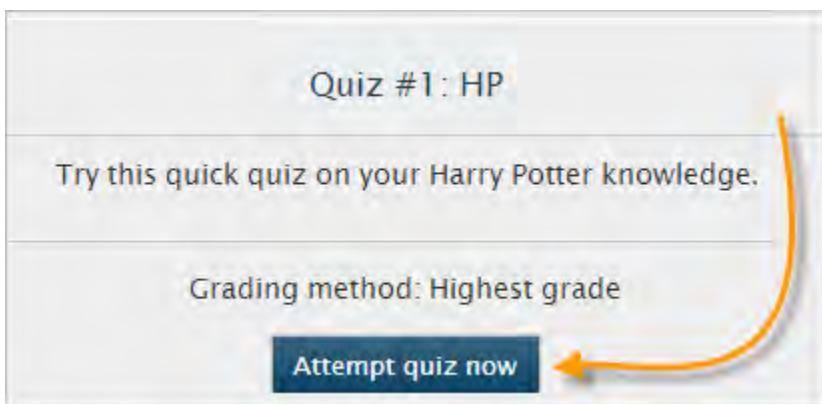 Quiz #1: HP
Try this quick quiz on your Harry Potter knowledge.
Grading method: Highest grade
Attempt quiz now